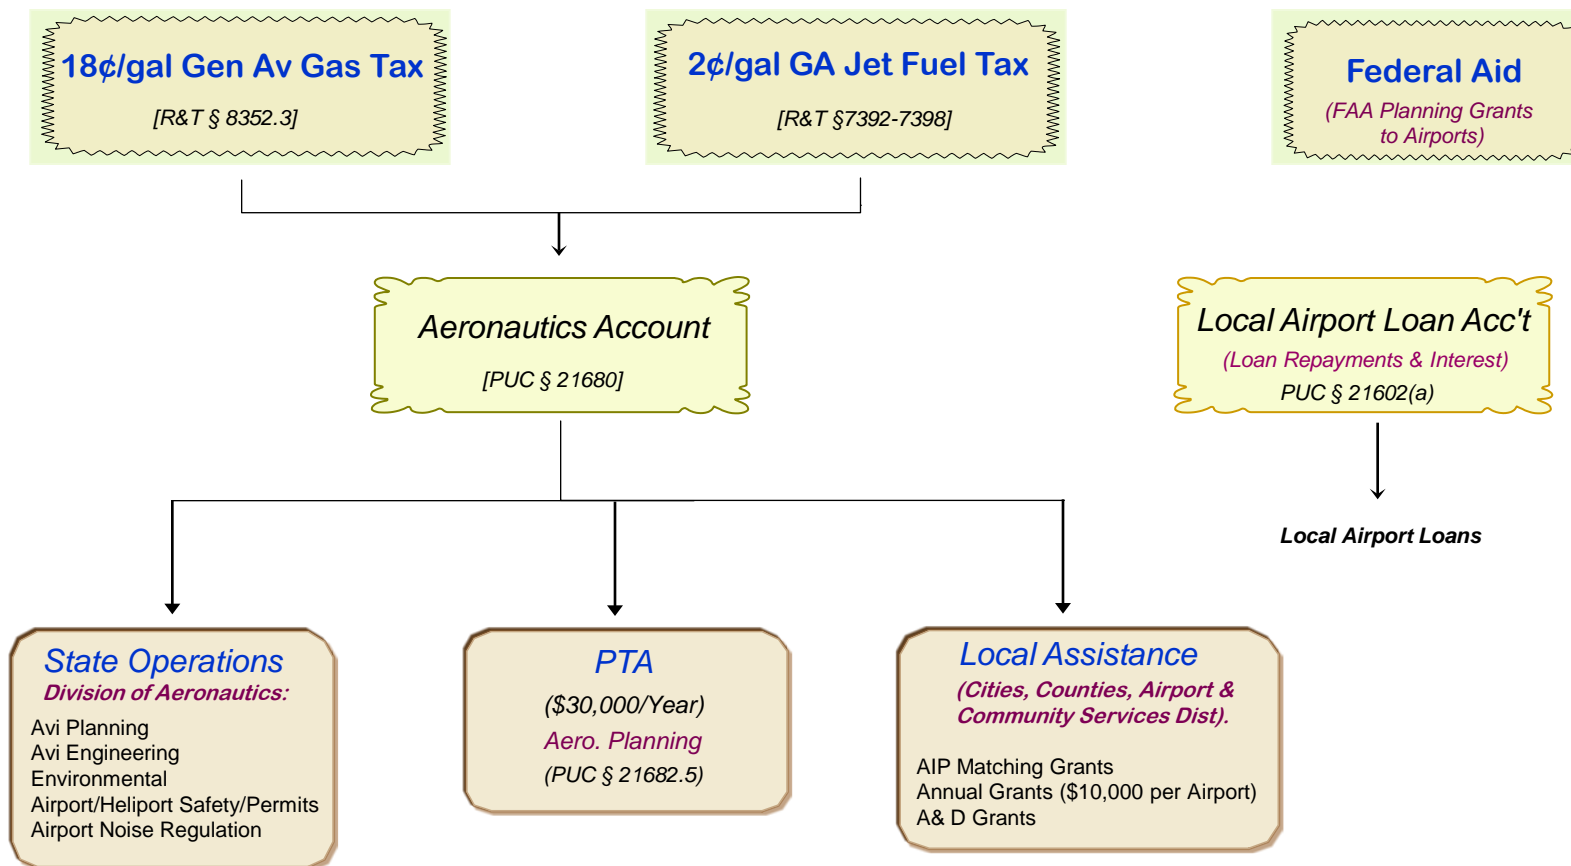 18¢/gal Gen Av Gas Tax
[R&T § 8352.3]
2¢/gal GA Jet Fuel Tax
[R&T §7392-7398]
Federal Aid
(FAA Planning Grants
to Airports)
Aeronautics Account
[PUC § 21680]
Local Airport Loan Acc't
(Loan Repayments & Interest)
PUC § 21602(a)
Local Airport Loans
State Operations
Division of Aeronautics:
Avi Planning
Avi Engineering
Environmental
Airport/Heliport Safety/Permits
Airport Noise Regulation
PTA
($30,000/Year)
Aero. Planning
(PUC § 21682.5)
Local Assistance
(Cities, Counties, Airport &
Community Services Dist).
AIP Matching Grants
Annual Grants ($10,000 per Airport)
A& D Grants